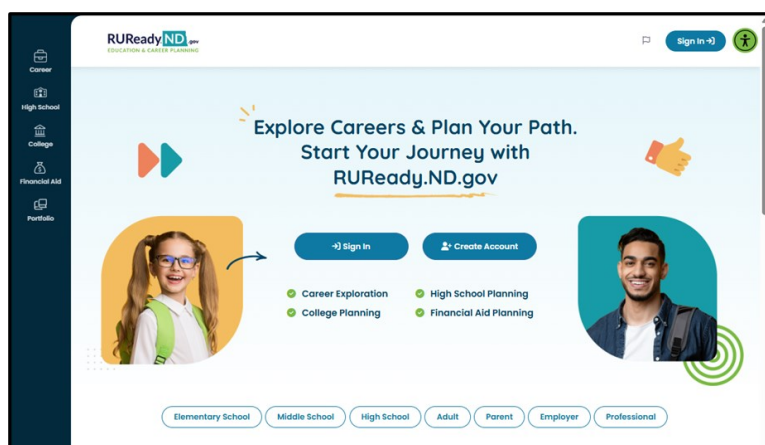 RUReady ND .gov
EDUCATION & CAREER PLANNING
Sign In
Career
High School
College
Financial Aid
Portfolio
Explore Careers & Plan Your Path.
Start Your Journey with
RUReady.ND.gov
Sign In
Create Account
Career Exploration
High School Planning
College Planning
Financial Aid Planning
Elementary School
Middle School
High School
Adult
Parent
Employer
Professional